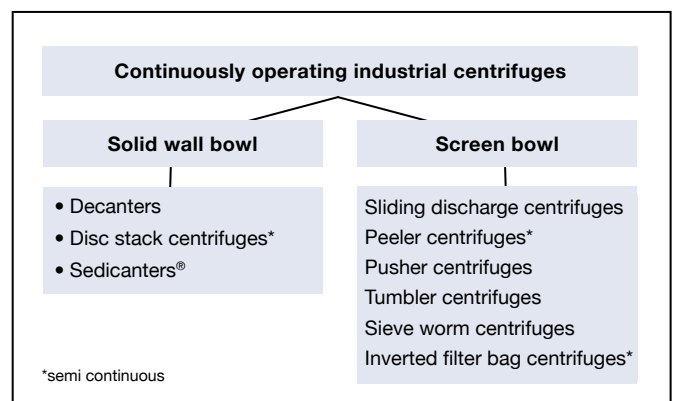 Continuously operating industrial centrifuges
Solid wall bowl
• Decanters
• Disc stack centrifuges*
• Sedicanters®
Screen bowl
Sliding discharge centrifuges
Peeler centrifuges*
Pusher centrifuges
Tumbler centrifuges
Sieve worm centrifuges
Inverted filter bag centrifuges*
*semi continuous